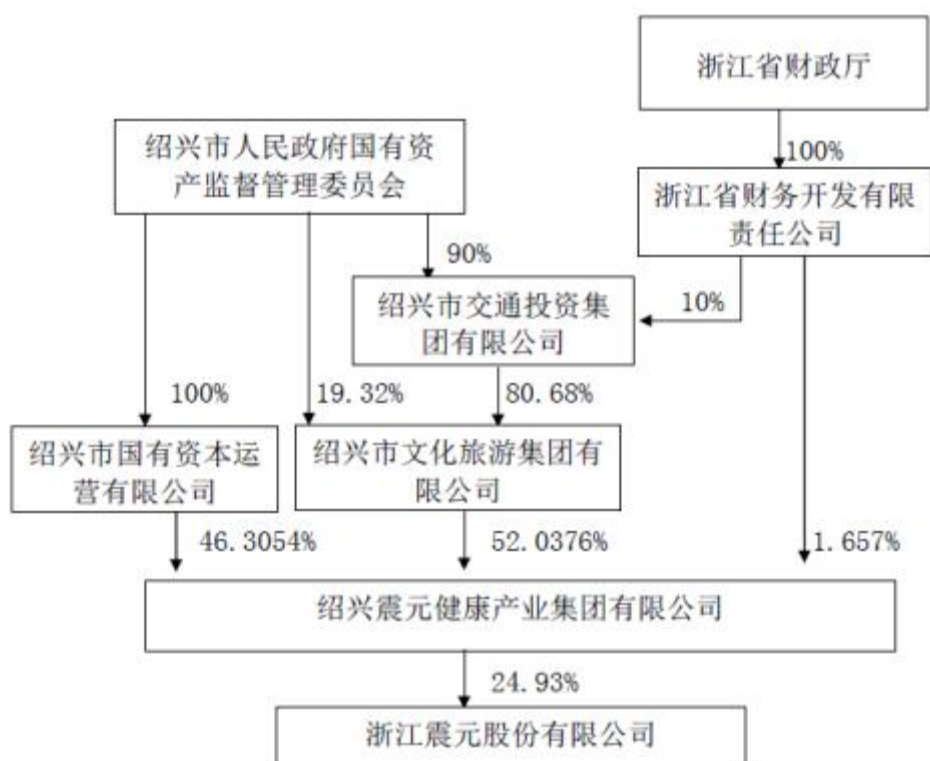 浙江省财政厅
绍兴市人民政府国有资
产监督管理委员会
100%
浙江省财务开发有限
责任公司
90%
绍兴市交通投资集
团有限公司
10%
100%
19.32%
80.68%
绍兴市国有资本运
营有限公司
绍兴市文化旅游集团有
限公司
46.3054%
52.0376%
1.657%
绍兴震元健康产业集团有限公司
24.93%
浙江震元股份有限公司